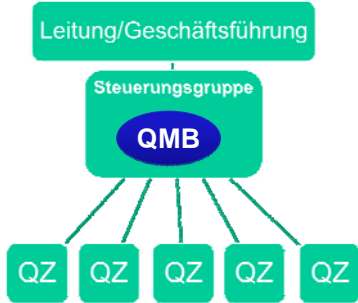 Leitung/Geschäftsführung
Steuerungsgruppe
QMB
QZ QZ QZ QZ QZ